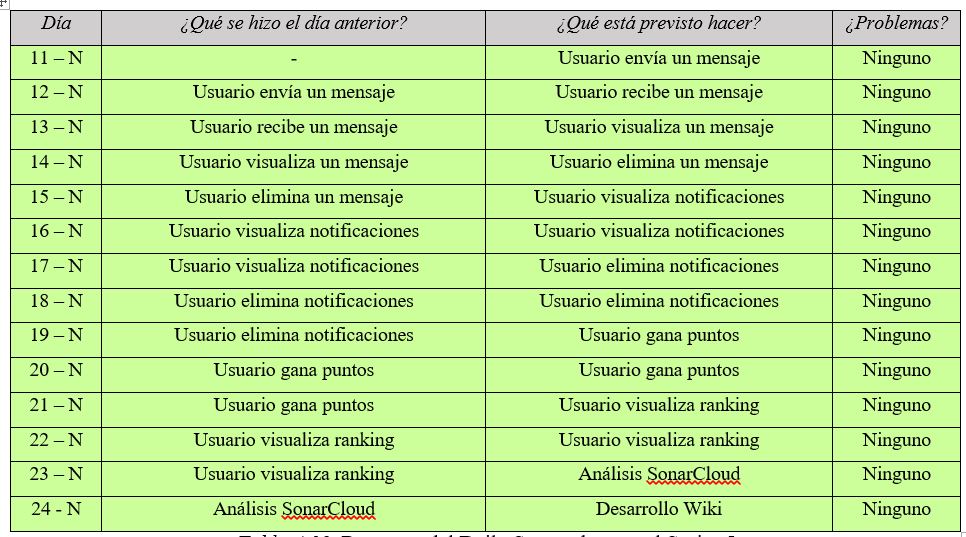 Día ¿Qué se hizo el día anterior? ¿Qué está previsto hacer? ¿Problemas?
11 – N - Usuario envía un mensaje Ninguno
12 – N Usuario envía un mensaje Usuario recibe un mensaje Ninguno
13 – N Usuario recibe un mensaje Usuario visualiza un mensaje Ninguno
14 – N Usuario visualiza un mensaje Usuario elimina un mensaje Ninguno
15 – N Usuario elimina un mensaje Usuario visualiza notificaciones Ninguno
16 – N Usuario visualiza notificaciones Usuario visualiza notificaciones Ninguno
17 – N Usuario visualiza notificaciones Usuario elimina notificaciones Ninguno
18 – N Usuario elimina notificaciones Usuario elimina notificaciones Ninguno
19 – N Usuario elimina notificaciones Usuario gana puntos Ninguno
20 – N Usuario gana puntos Usuario gana puntos Ninguno
21 – N Usuario gana puntos Usuario visualiza ranking Ninguno
22 – N Usuario visualiza ranking Usuario visualiza ranking Ninguno
23 – N Usuario visualiza ranking Análisis SonarCloud Ninguno
24 - N Análisis SonarCloud Desarrollo Wiki Ninguno